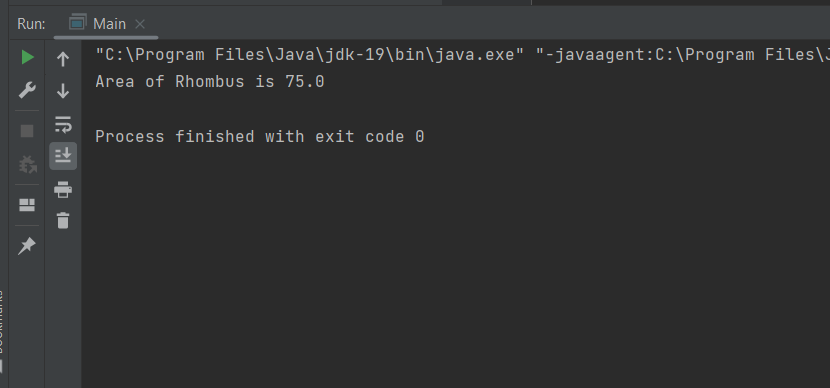 Run: Main
"C:\Program Files\Java\jdk-19\bin\java.exe" "-javaagent:C:\Program Files\J
Area of Rhombus is 75.0
Process finished with exit code 0